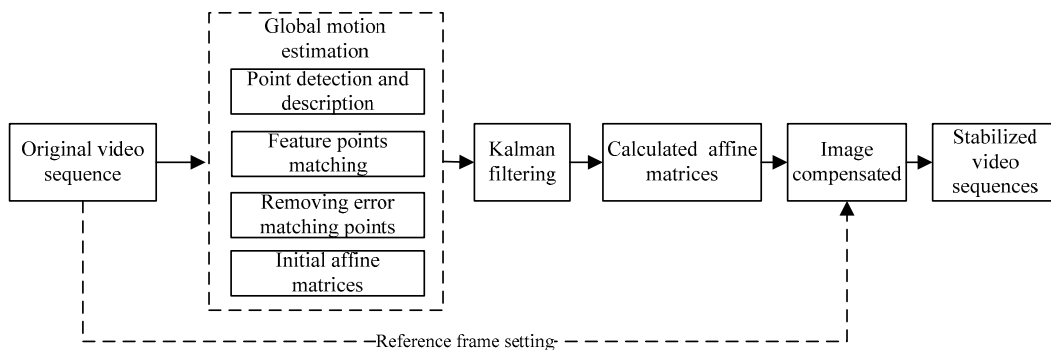 Original video
sequence
Global motion
estimation
Point detection and
description
Feature points
matching
Removing error
matching points
Initial affine
matrices
Kalman
filtering
Calculated affine
matrices
Image
compensated
Stabilized
video
sequences
Reference frame setting